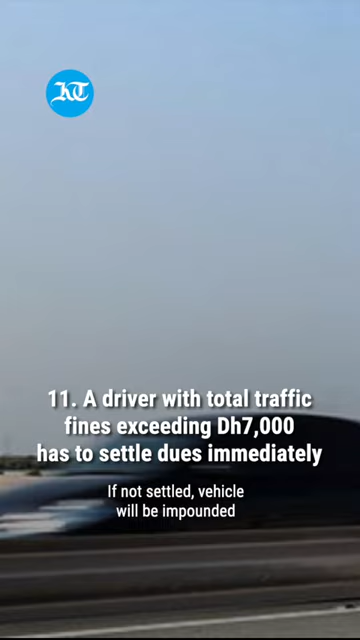 KT
11. A driver with total traffic
fines exceeding Dh7,000
has to settle dues immediately
If not settled, vehicle
will be impounded